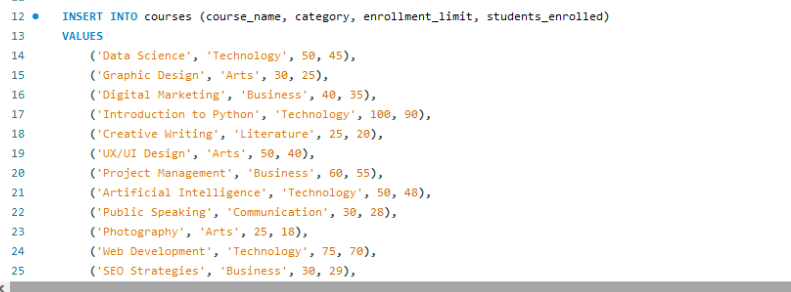 12 INSERT INTO courses (course_name, category, enrollment_limit, students_enrolled)
13 VALUES
14 ('Data Science', 'Technology', 50, 45),
15 ('Graphic Design', 'Arts', 30, 25),
16 ('Digital Marketing', 'Business', 40, 35),
17 ('Introduction to Python', 'Technology', 100, 90),
18 ('Creative Writing', 'Literature', 25, 20),
19 ('UX/UI Design', 'Arts', 50, 40),
20 ('Project Management', 'Business', 60, 55),
21 ('Artificial Intelligence', 'Technology', 50, 48),
22 ('Public Speaking', 'Communication', 30, 28),
23 ('Photography', 'Arts', 25, 18),
24 ('Web Development', 'Technology', 75, 70),
25 ('SEO Strategies', 'Business', 30, 29),